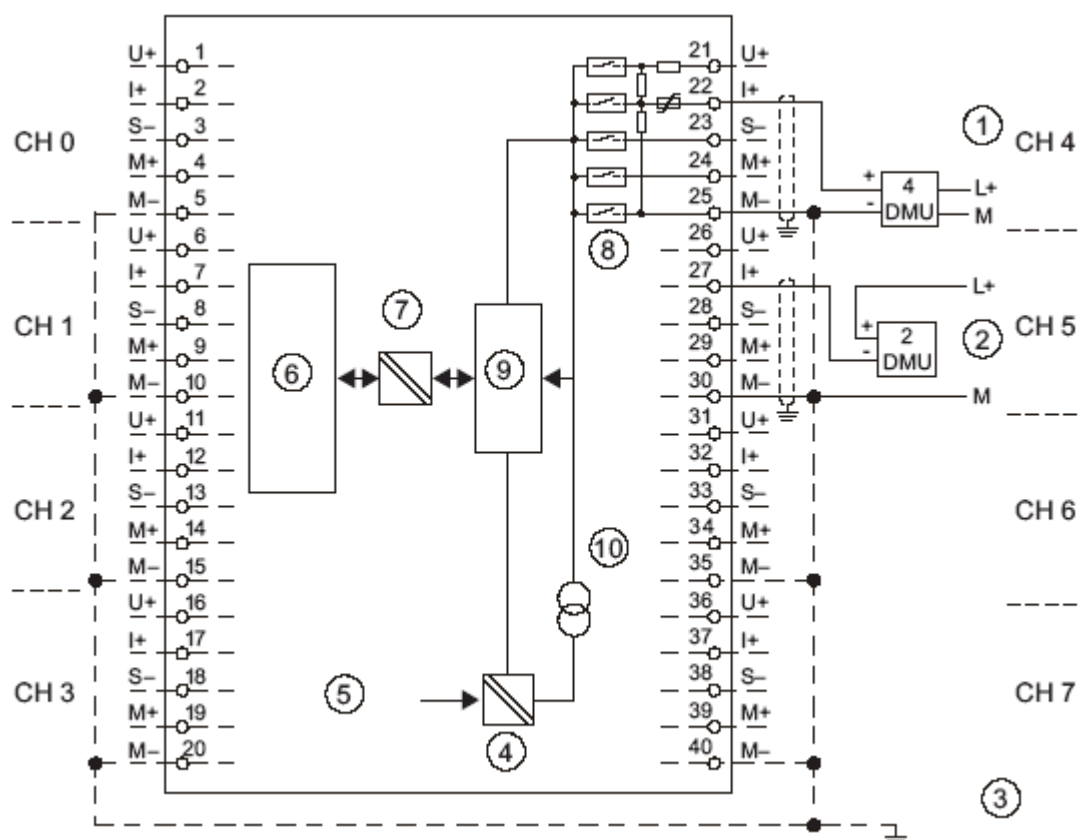 U+ 1
I+ 2
CH 0
S– 3
M+ 4
M– 5
U+ 6
I+ 7
CH 1
S– 8
M+ 9
M– 10
U+ 11
I+ 12
CH 2
S– 13
M+ 14
M– 15
U+ 16
I+ 17
CH 3
S– 18
M+ 19
M– 20
6
7
9
8
10
5
4
21 U+
22 I+
23 S–
24 M+
25 M–
26 U+
27 I+
28 S–
29 M+
30 M–
31 U+
32 I+
33 S–
34 M+
35 M–
36 U+
37 I+
38 S–
39 M+
40 M–
1
CH 4
+
-
4
DMU
L+
M
L+
CH 5
2
+
-
2
DMU
M
CH 6
CH 7
3